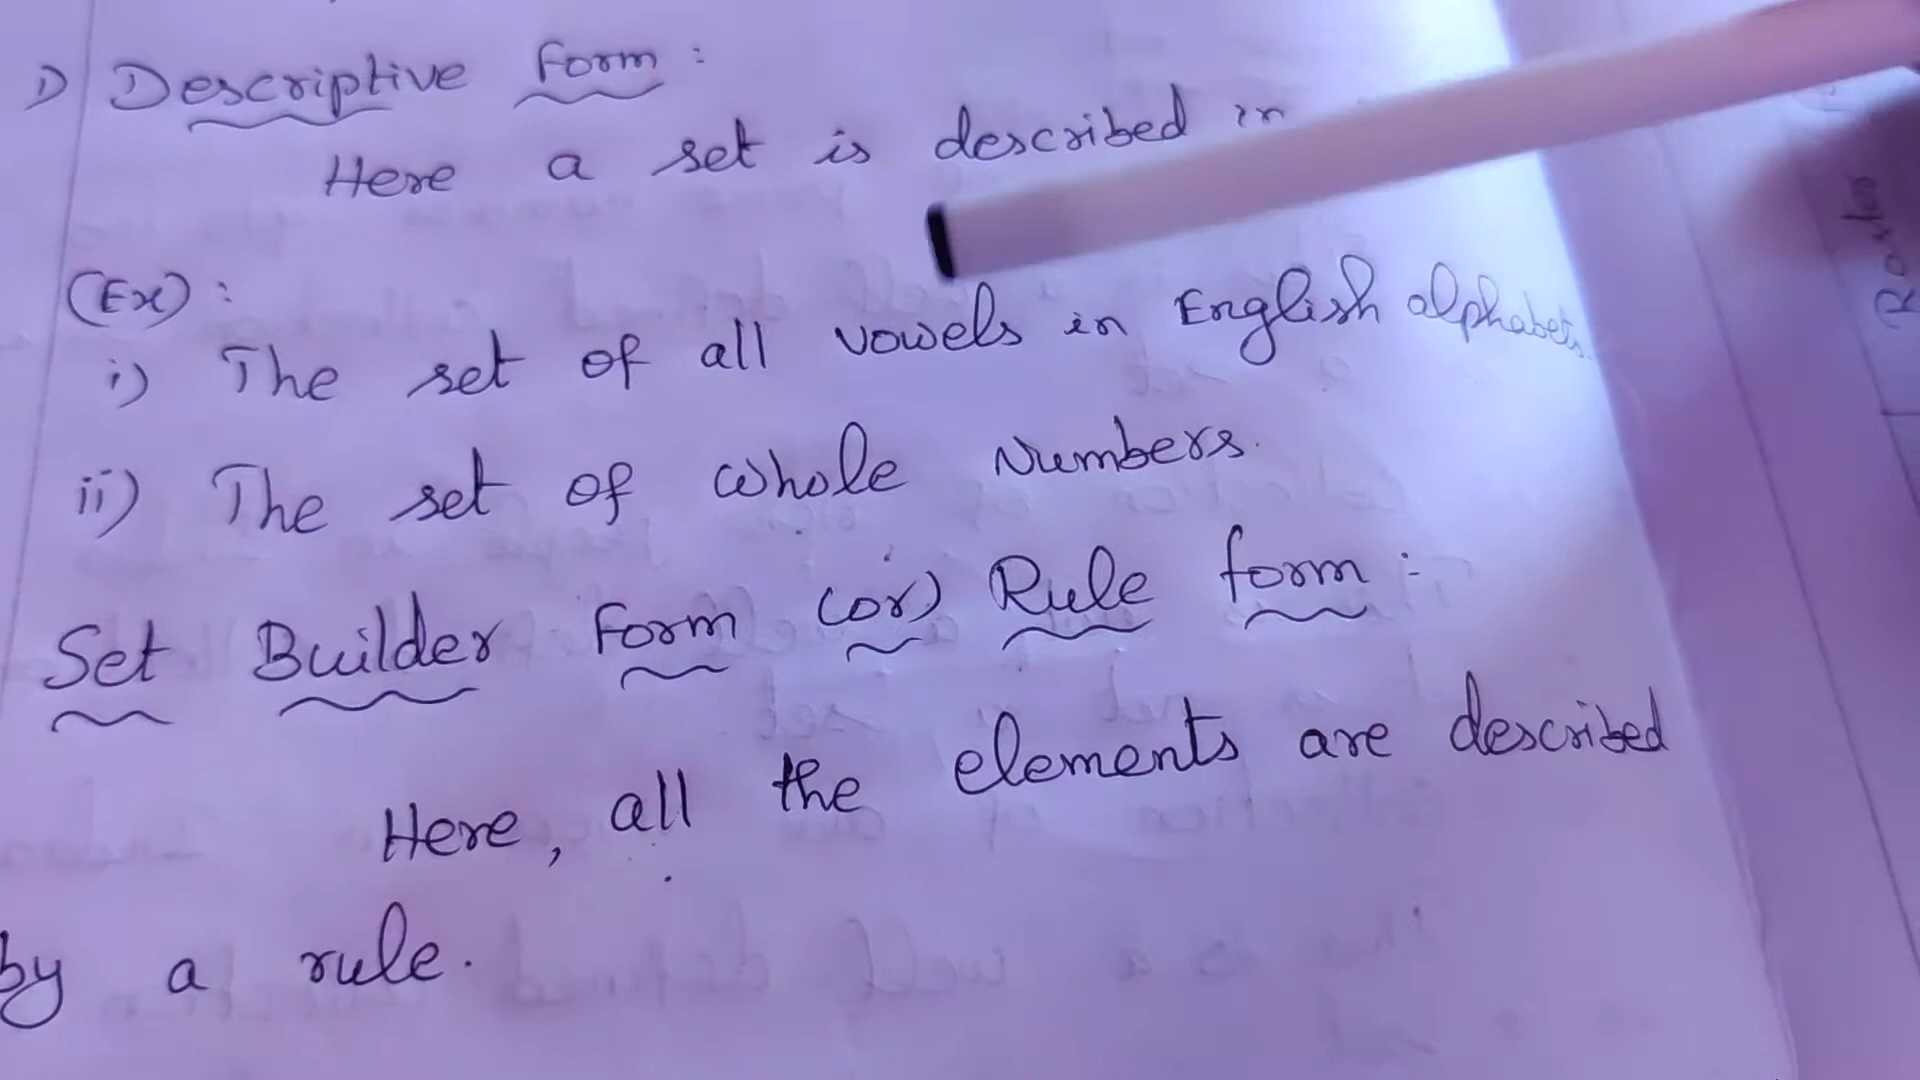 1) Descriptive Form :
Here a set is described in
(Ex) :
i) The set of all vowels in English alphabets.
ii) The set of whole Numbers.
Set Builder Form (or) Rule form :
Here, all the elements are described
by a rule.